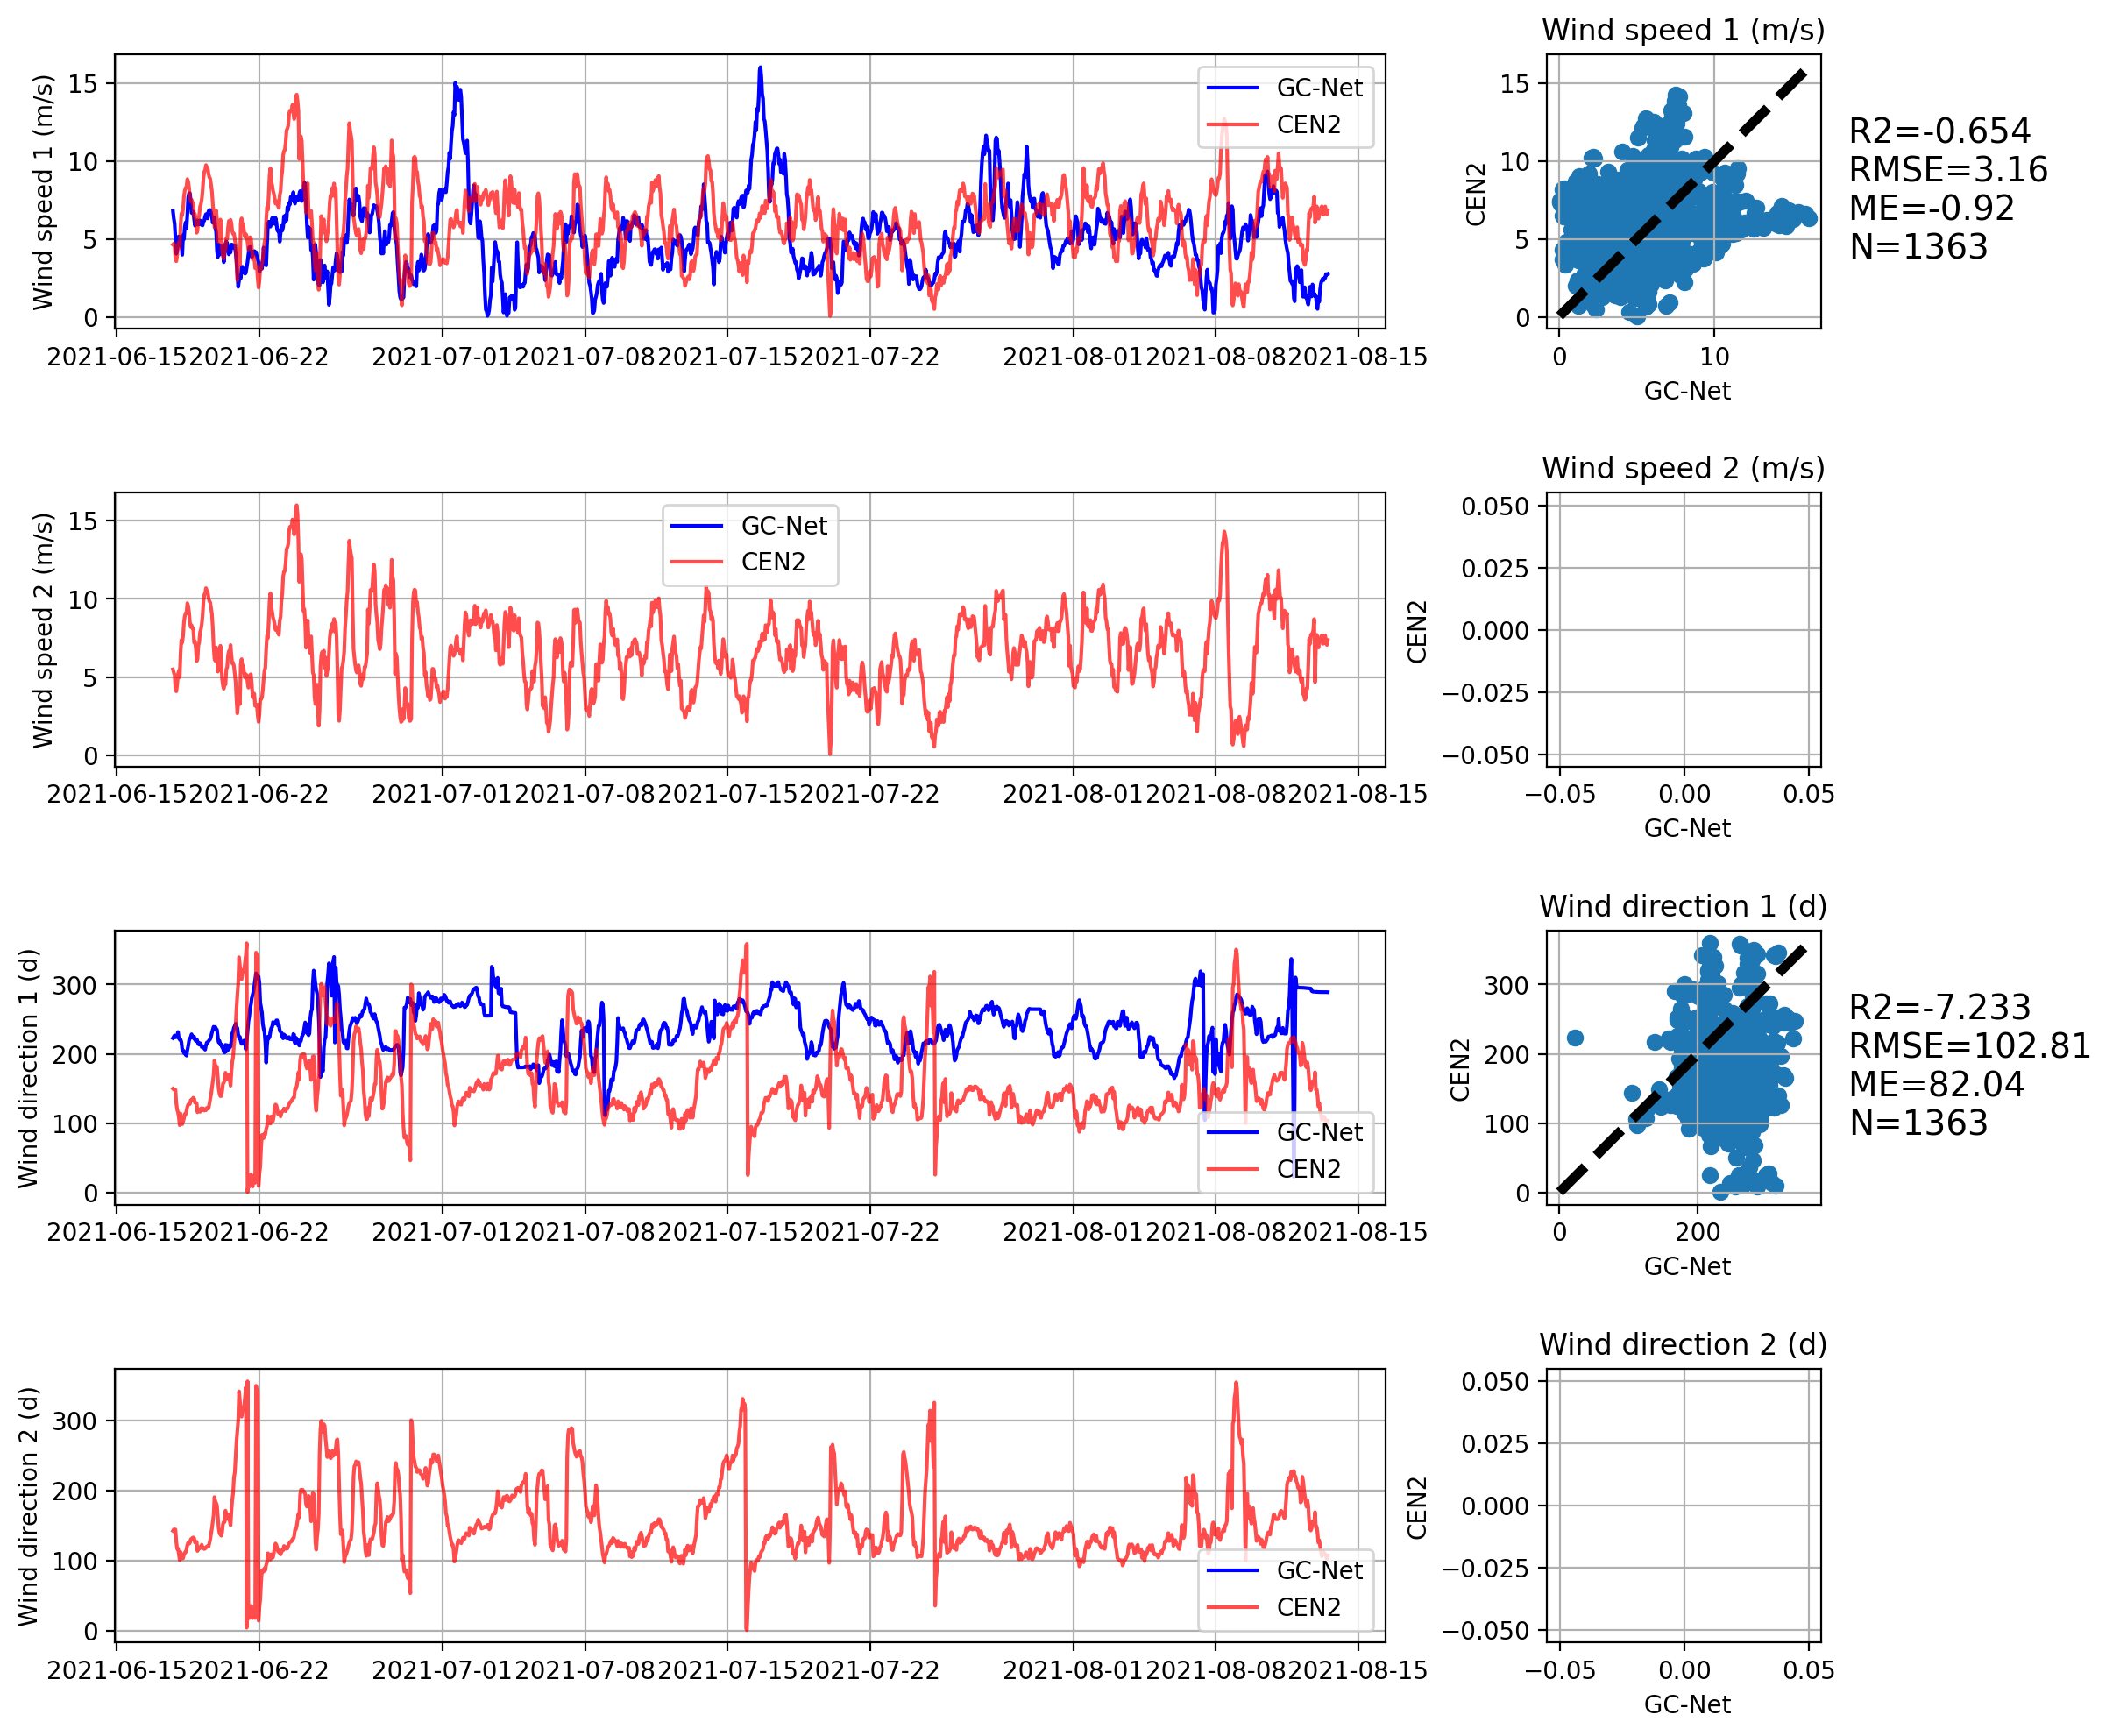 Wind speed 1 (m/s)
15
10
5
0
GC-Net
CEN2
2021-06-15 2021-06-22 2021-07-01 2021-07-08 2021-07-15 2021-07-22 2021-08-01 2021-08-08 2021-08-15
Wind speed 1 (m/s)
CEN2
15
10
5
0
0 10
GC-Net
R2=-0.654
RMSE=3.16
ME=-0.92
N=1363
Wind speed 2 (m/s)
15
10
5
0
GC-Net
CEN2
2021-06-15 2021-06-22 2021-07-01 2021-07-08 2021-07-15 2021-07-22 2021-08-01 2021-08-08 2021-08-15
Wind speed 2 (m/s)
CEN2
0.050
0.025
0.000
−0.025
−0.050
−0.05 0.00 0.05
GC-Net
Wind direction 1 (d)
300
200
100
0
GC-Net
CEN2
2021-06-15 2021-06-22 2021-07-01 2021-07-08 2021-07-15 2021-07-22 2021-08-01 2021-08-08 2021-08-15
Wind direction 1 (d)
CEN2
300
200
100
0
0 200
GC-Net
R2=-7.233
RMSE=102.81
ME=82.04
N=1363
Wind direction 2 (d)
300
200
100
0
GC-Net
CEN2
2021-06-15 2021-06-22 2021-07-01 2021-07-08 2021-07-15 2021-07-22 2021-08-01 2021-08-08 2021-08-15
Wind direction 2 (d)
CEN2
0.050
0.025
0.000
−0.025
−0.050
−0.05 0.00 0.05
GC-Net